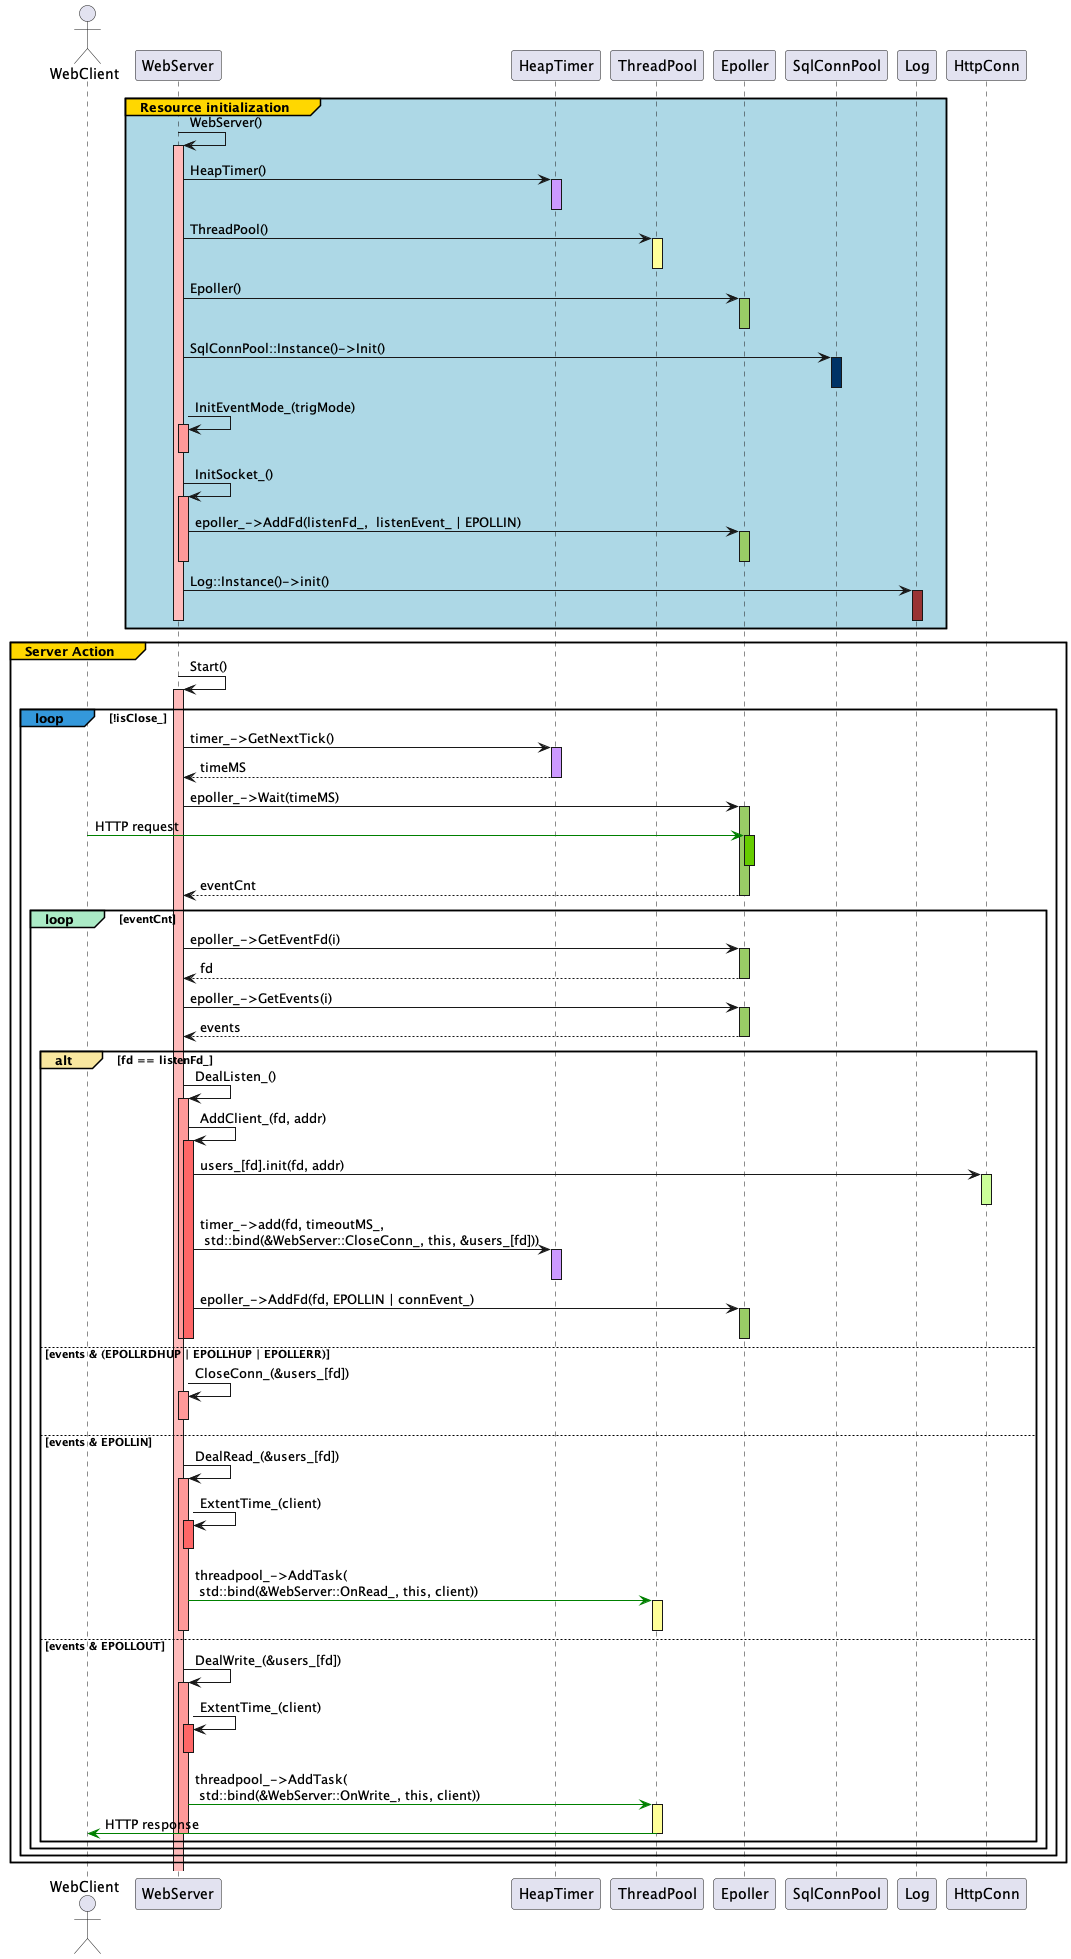 WebClient
WebServer
HeapTimer
ThreadPool
Epoller
SqlConnPool
Log
HttpConn
Resource initialization
WebServer()
HeapTimer()
ThreadPool()
Epoller()
SqlConnPool::Instance()->Init()
InitEventMode_(trigMode)
InitSocket_()
epoller_->AddFd(listenFd_,  listenEvent_ | EPOLLIN)
Log::Instance()->init()
Server Action
Start()
loop [!isClose_]
timer_->GetNextTick()
timeMS
epoller_->Wait(timeMS)
HTTP request
eventCnt
loop [eventCnt]
epoller_->GetEventFd(i)
fd
epoller_->GetEvents(i)
events
alt [fd == listenFd_]
DealListen_()
AddClient_(fd, addr)
users_[fd].init(fd, addr)
timer_->add(fd, timeoutMS_,
std::bind(&WebServer::CloseConn_, this, &users_[fd]))
epoller_->AddFd(fd, EPOLLIN | connEvent_)
[events & (EPOLLRDHUP | EPOLLHUP | EPOLLERR)]
CloseConn_(&users_[fd])
[events & EPOLLIN]
DealRead_(&users_[fd])
ExtentTime_(client)
threadpool_->AddTask(
std::bind(&WebServer::OnRead_, this, client))
[events & EPOLLOUT]
DealWrite_(&users_[fd])
ExtentTime_(client)
threadpool_->AddTask(
std::bind(&WebServer::OnWrite_, this, client))
HTTP response
WebClient
WebServer
HeapTimer
ThreadPool
Epoller
SqlConnPool
Log
HttpConn